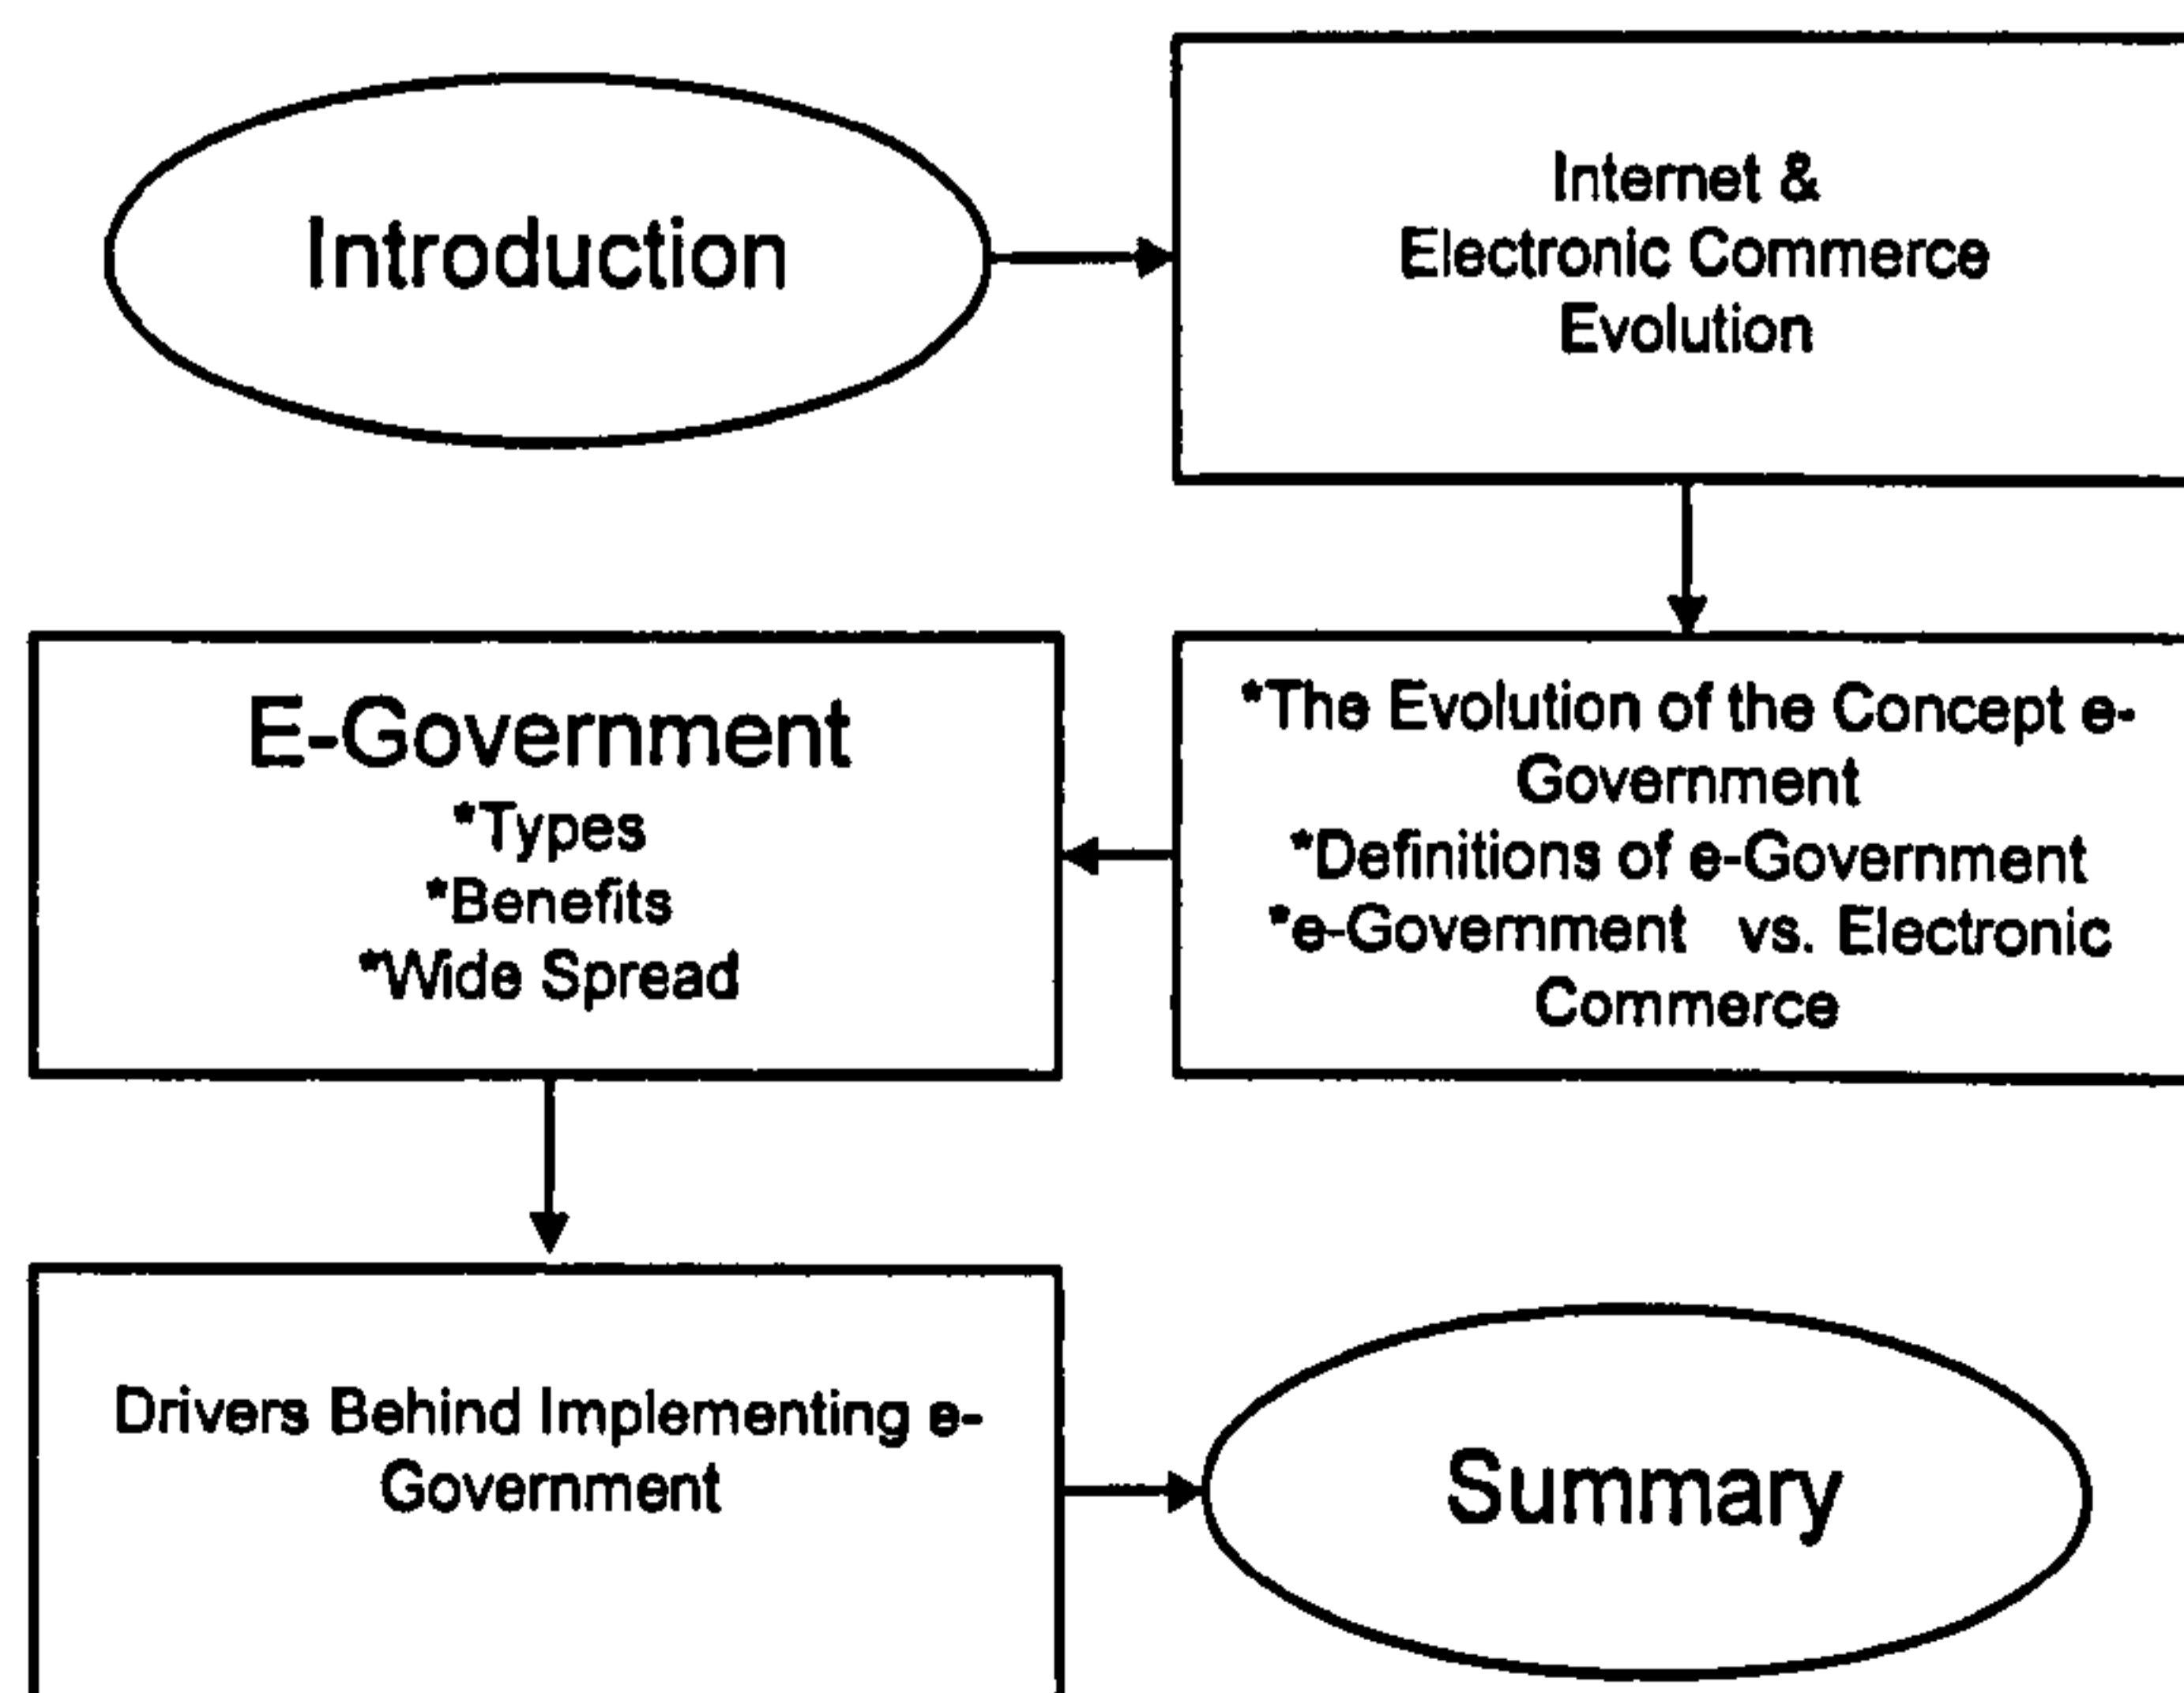 Introduction
Internet &
Electronic Commerce
Evolution
*The Evolution of the Concept e-
Government
*Definitions of e-Government
*e-Government vs. Electronic
Commerce
E-Government
*Types
*Benefits
*Wide Spread
Drivers Behind Implementing e-
Government
Summary